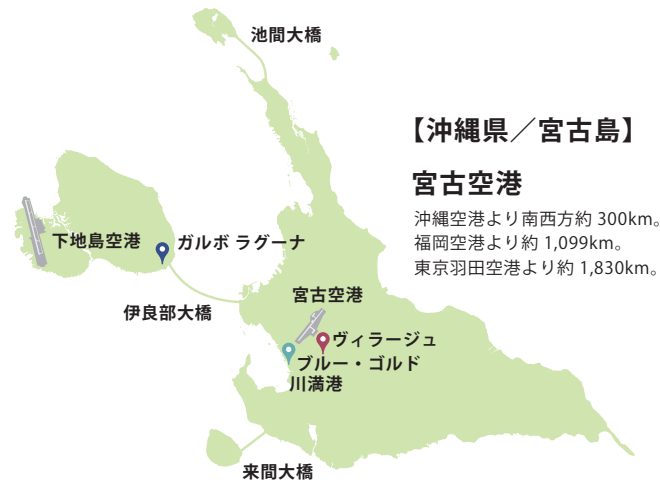 池間大橋
【沖縄県／宮古島】
宮古空港
沖縄空港より南西方約 300km。
福岡空港より約 1,099km。
東京羽田空港より約 1,830km。
下地島空港
ガルボ ラグーナ
伊良部大橋
宮古空港
ヴィラージュ
ブルー・ゴルド
川満港
来間大橋